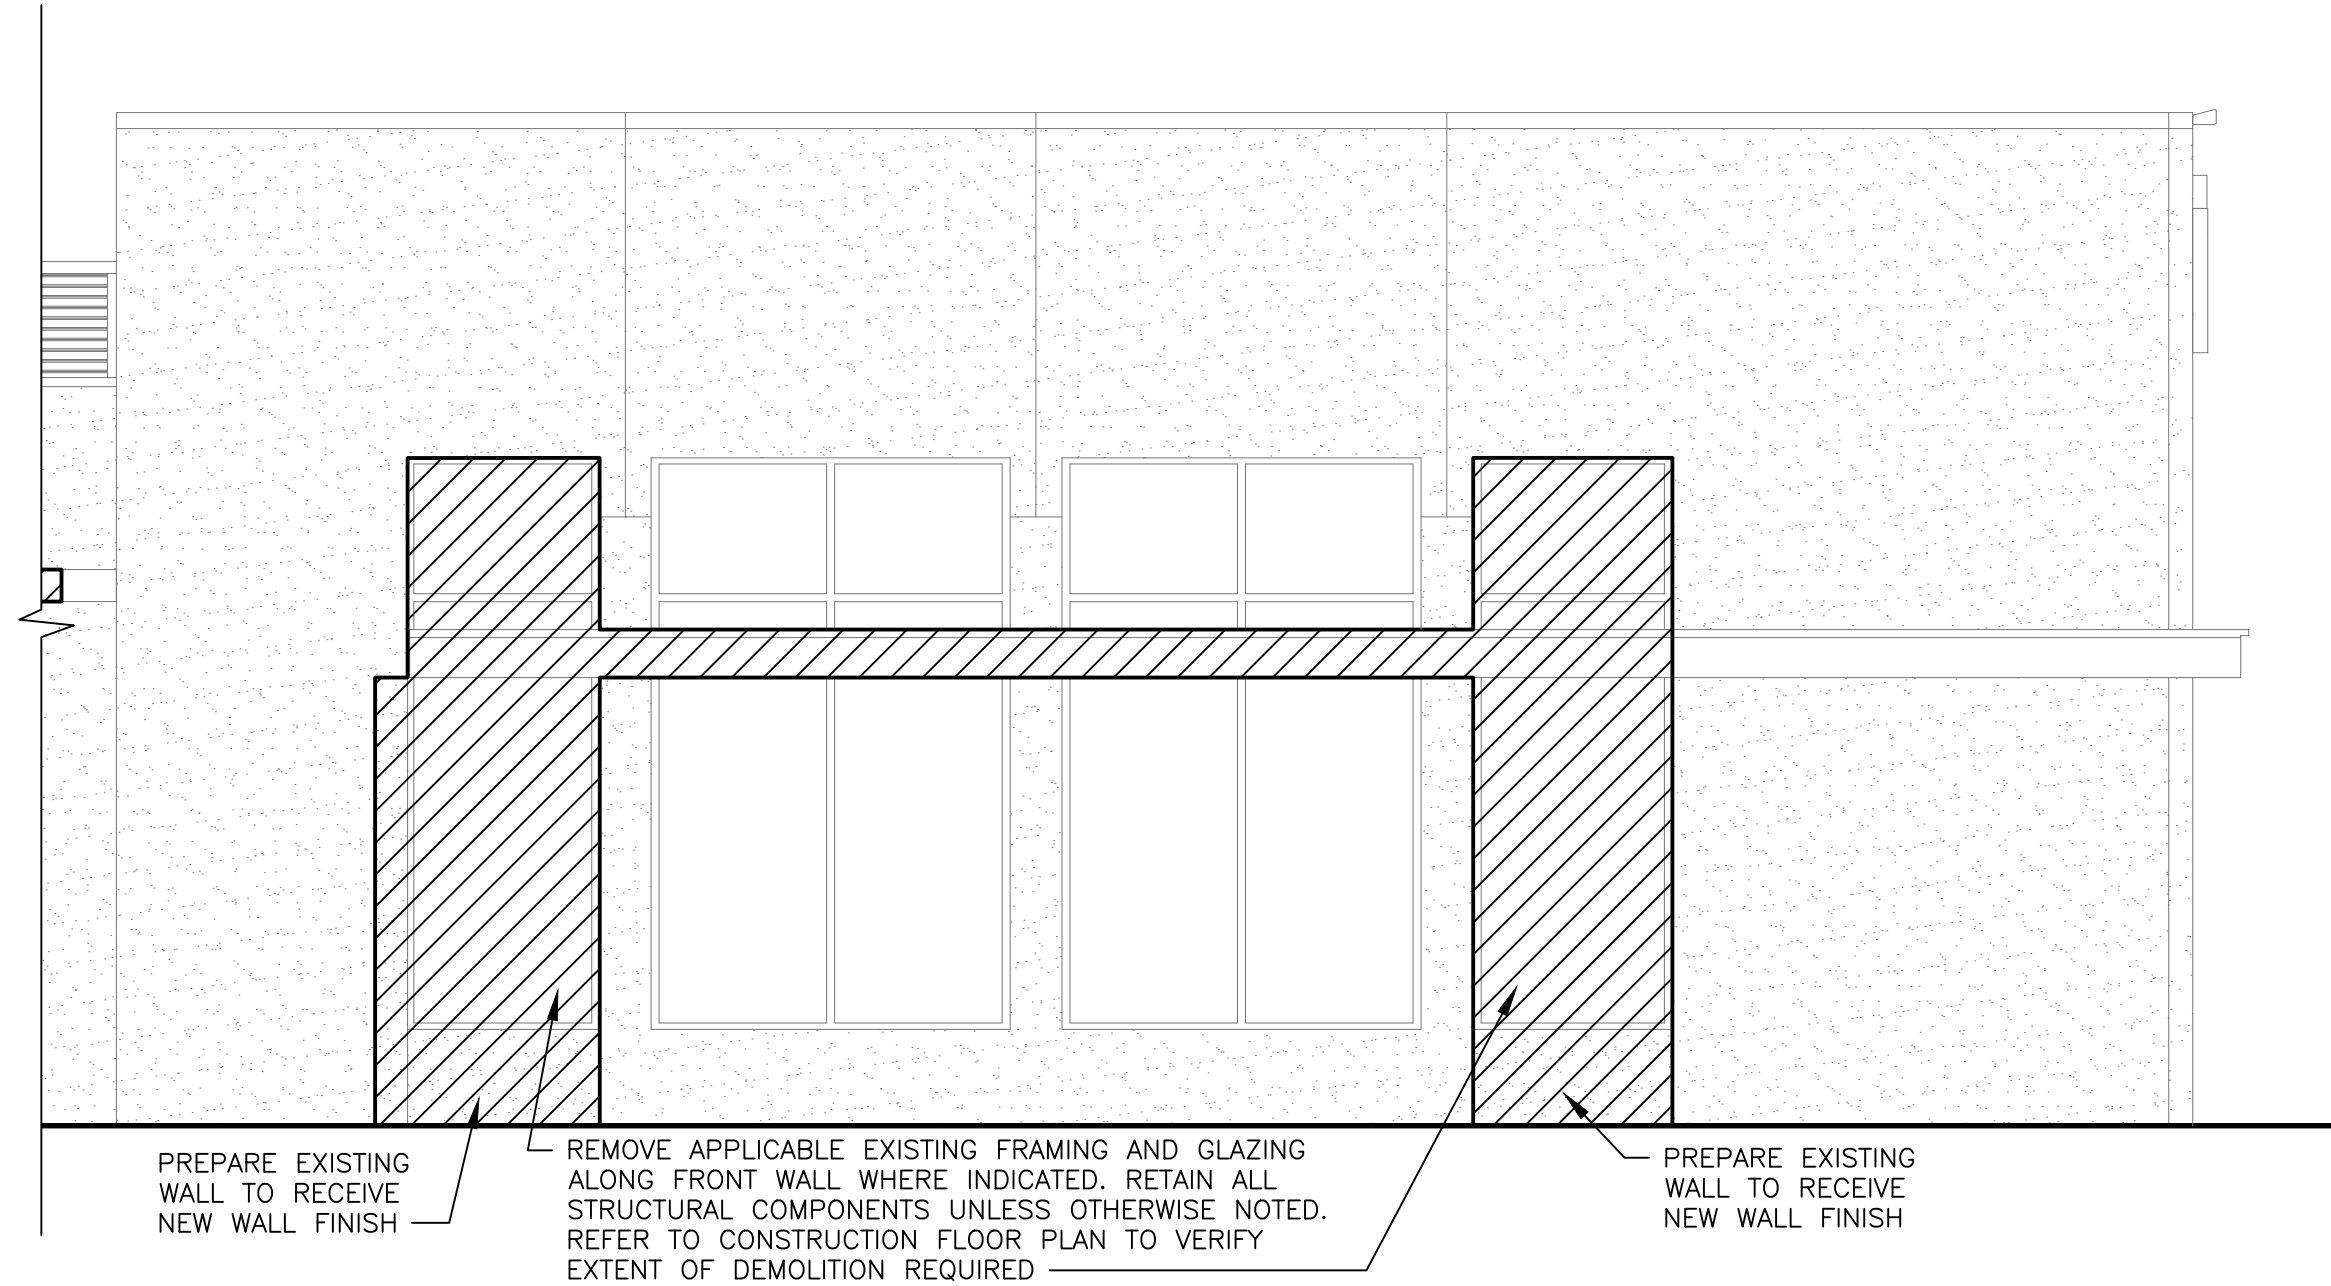 PREPARE EXISTING
WALL TO RECEIVE
NEW WALL FINISH
REMOVE APPLICABLE EXISTING FRAMING AND GLAZING
ALONG FRONT WALL WHERE INDICATED. RETAIN ALL
STRUCTURAL COMPONENTS UNLESS OTHERWISE NOTED.
REFER TO CONSTRUCTION FLOOR PLAN TO VERIFY
EXTENT OF DEMOLITION REQUIRED
PREPARE EXISTING
WALL TO RECEIVE
NEW WALL FINISH